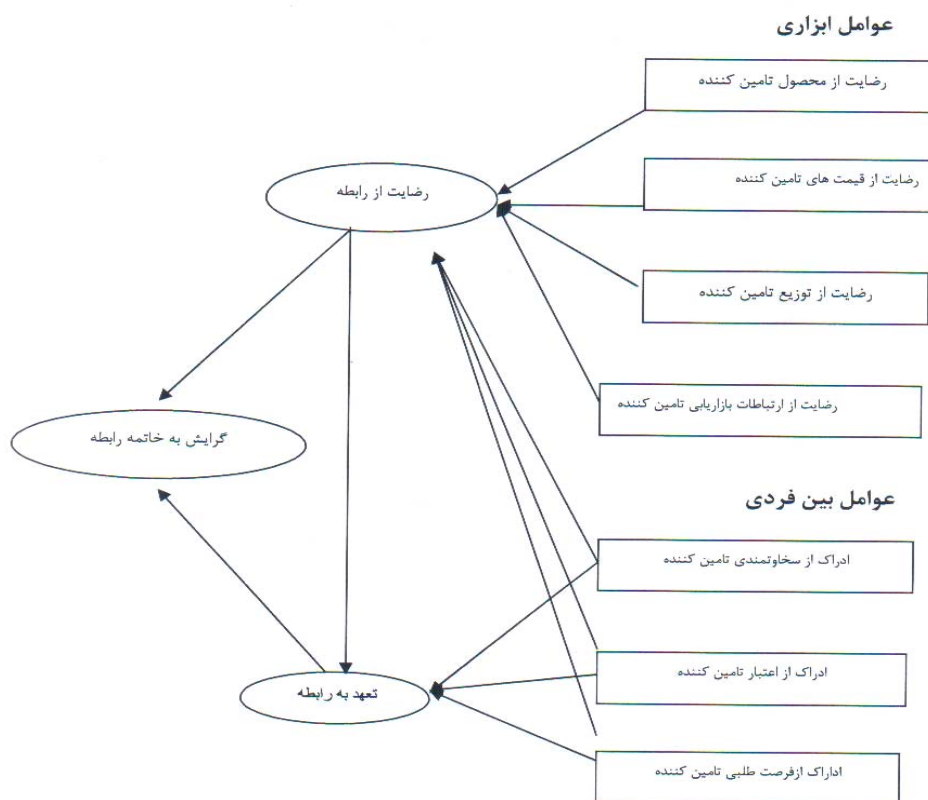 عوامل ابزاری
رضایت از محصول تامین کننده
رضایت از قیمت های تامین کننده
رضایت از رابطه
رضایت از توزیع تامین کننده
رضایت از ارتباطات بازاریابی تامین کننده
گرایش به خاتمه رابطه
عوامل بین فردی
ادراک از سخاوتمندی تامین کننده
ادراک از اعتبار تامین کننده
تعهد به رابطه
اداراک ازفرصت طلبی تامین کننده